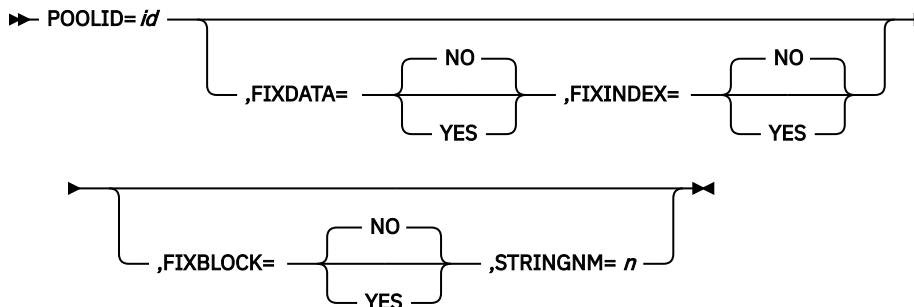 POOLID= id
NO NO
,FIXDATA= ,FIXINDEX=
YES YES
NO
,FIXBLOCK= ,STRINGNM= n
YES